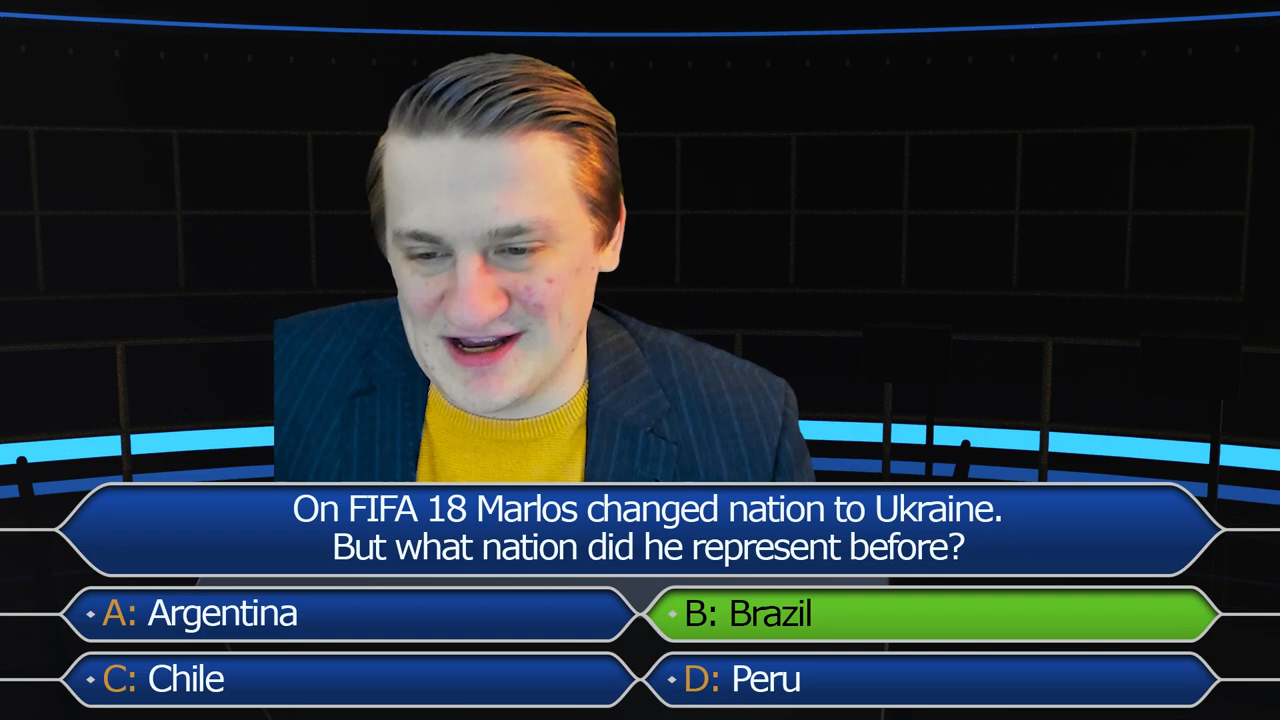 On FIFA 18 Marlos changed nation to Ukraine.
But what nation did he represent before?
A: Argentina
B: Brazil
C: Chile
D: Peru